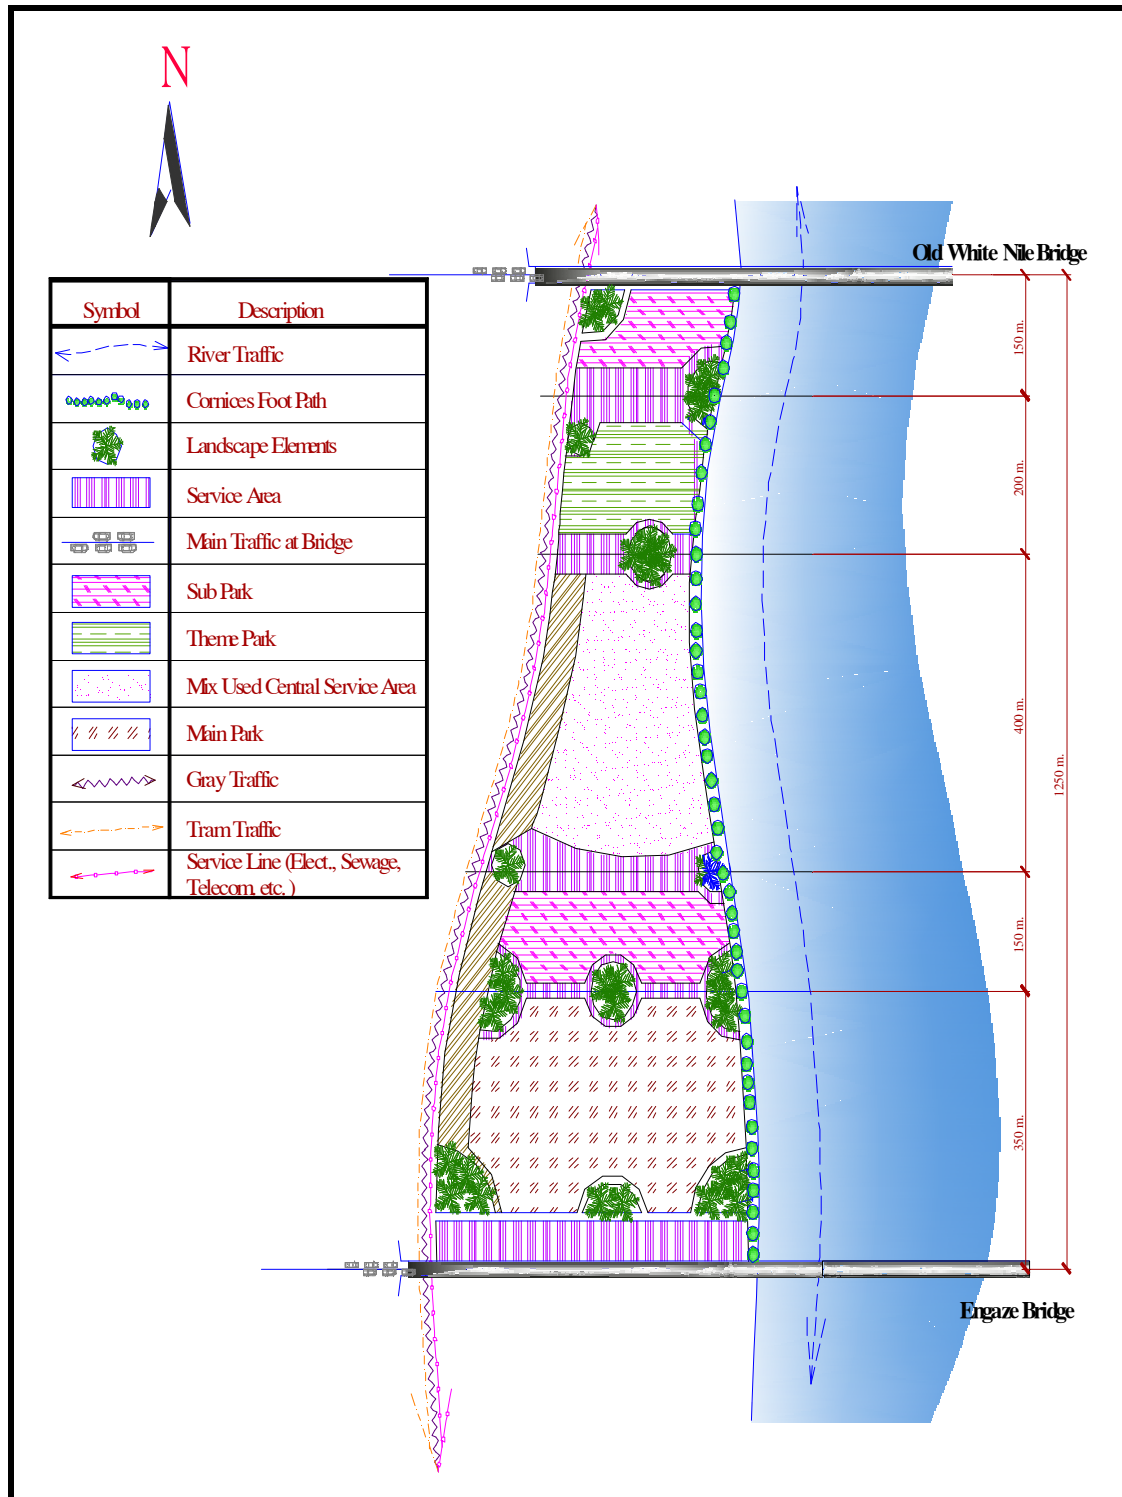 N
Old White Nile Bridge
Symbol Description
River Traffic
Cornices Foot Path
Landscape Elements
Service Area
Main Traffic at Bridge
Sub Park
Theme Park
Mix Used Central Service Area
Main Park
Gray Traffic
Tram Traffic
Service Line (Elect., Sewage,
Telecom. etc. )
150 m.
200 m.
400 m.
1250 m.
150 m.
350 m.
Engaze Bridge